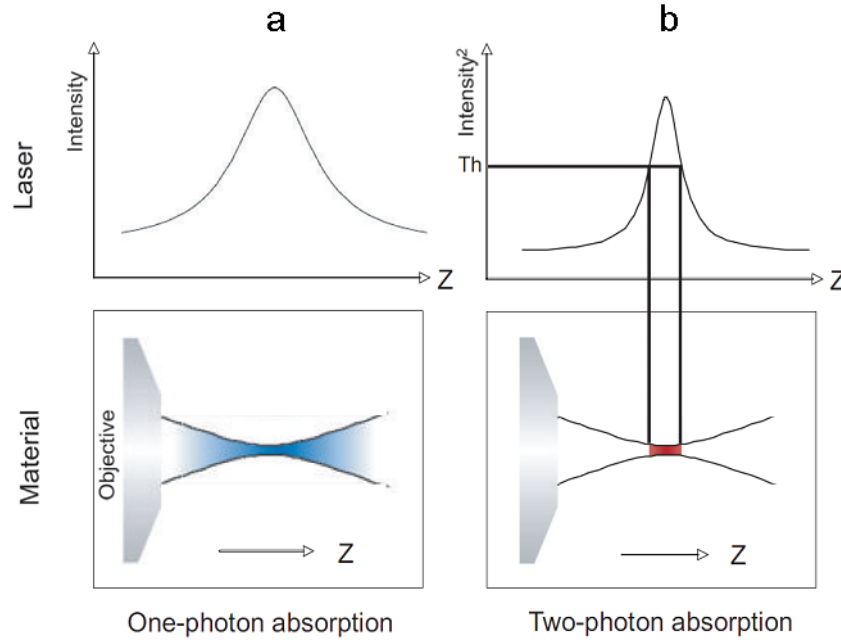 a
b
Laser
Intensity
Z
Intensity²
Th
Z
Material
Objective
Z
Z
One-photon absorption
Two-photon absorption